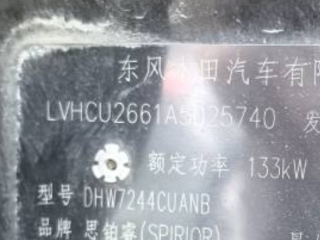 东风本田汽车有限
LVHCU2661A5025740 发
额定功率 133kW
型号 DHW7244CUANB
品牌 思铂睿(SPIRIOR)